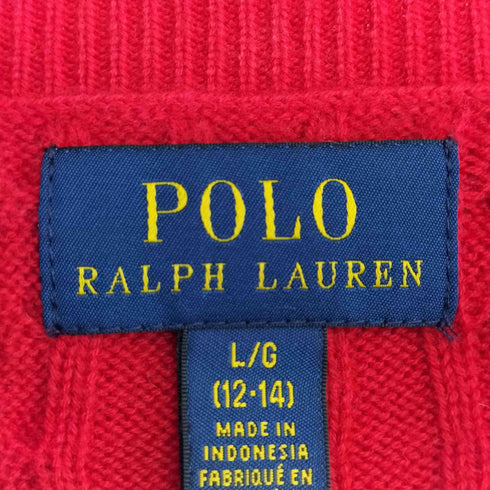 POLO
RALPH LAUREN
L/G
(12-14)
MADE IN
INDONESIA
FABRIQUÉ EN